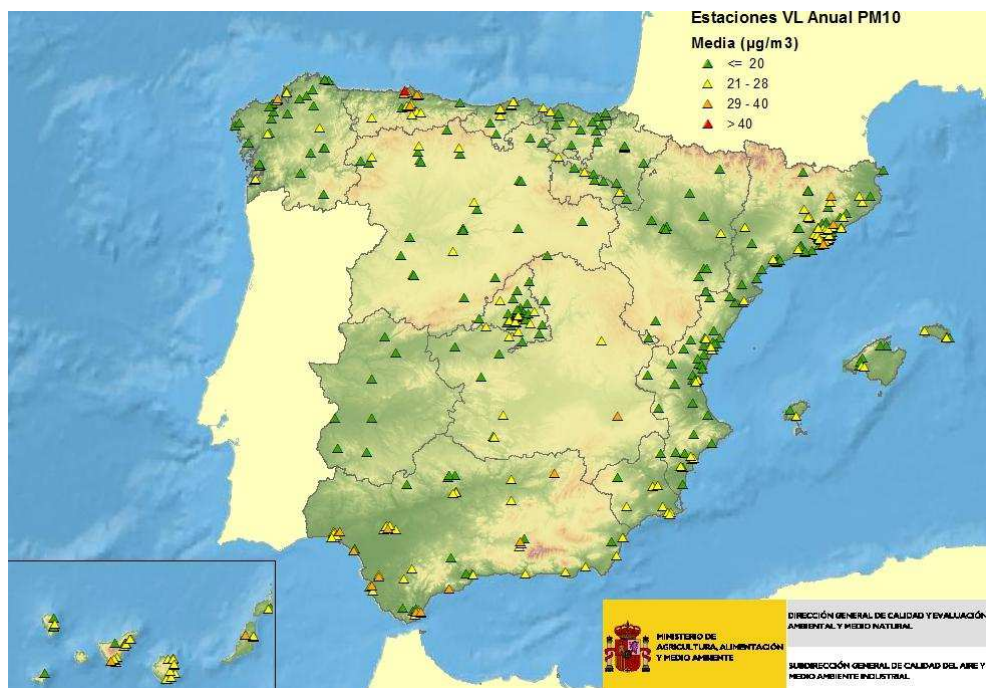 Estaciones VL Anual PM10
Media (µg/m3)
<= 20
21 - 28
29 - 40
> 40
MINISTERIO DE
AGRICULTURA, ALIMENTACIÓN
Y MEDIO AMBIENTE
DIRECCIÓN GENERAL DE CALIDAD Y EVALUACIÓN
AMBIENTAL Y MEDIO NATURAL
SUBDIRECCIÓN GENERAL DE CALIDAD DEL AIRE Y
MEDIO AMBIENTE INDUSTRIAL